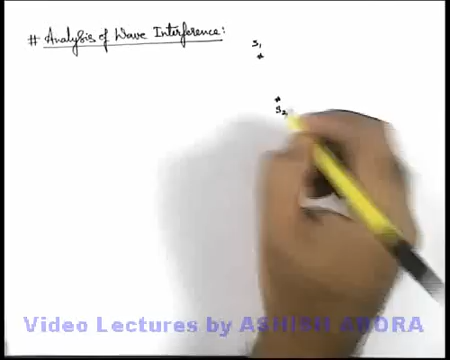 # Analysis of Wave Interference:
S₁
S₂
Video Lectures by ASHISH ARORA